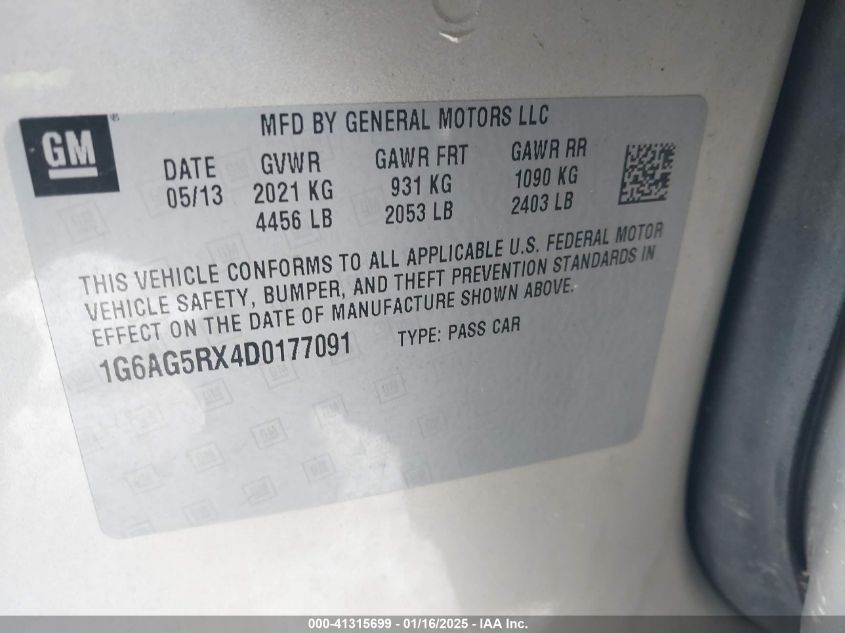 GM
MFD BY GENERAL MOTORS LLC
DATE GVWR GAWR FRT GAWR RR
05/13 2021 KG 931 KG 1090 KG
4456 LB 2053 LB 2403 LB
THIS VEHICLE CONFORMS TO ALL APPLICABLE U.S. FEDERAL MOTOR
VEHICLE SAFETY, BUMPER, AND THEFT PREVENTION STANDARDS IN
EFFECT ON THE DATE OF MANUFACTURE SHOWN ABOVE.
1G6AG5RX4D0177091 TYPE: PASS CAR
000-41315699 - 01/16/2025 - IAA Inc.